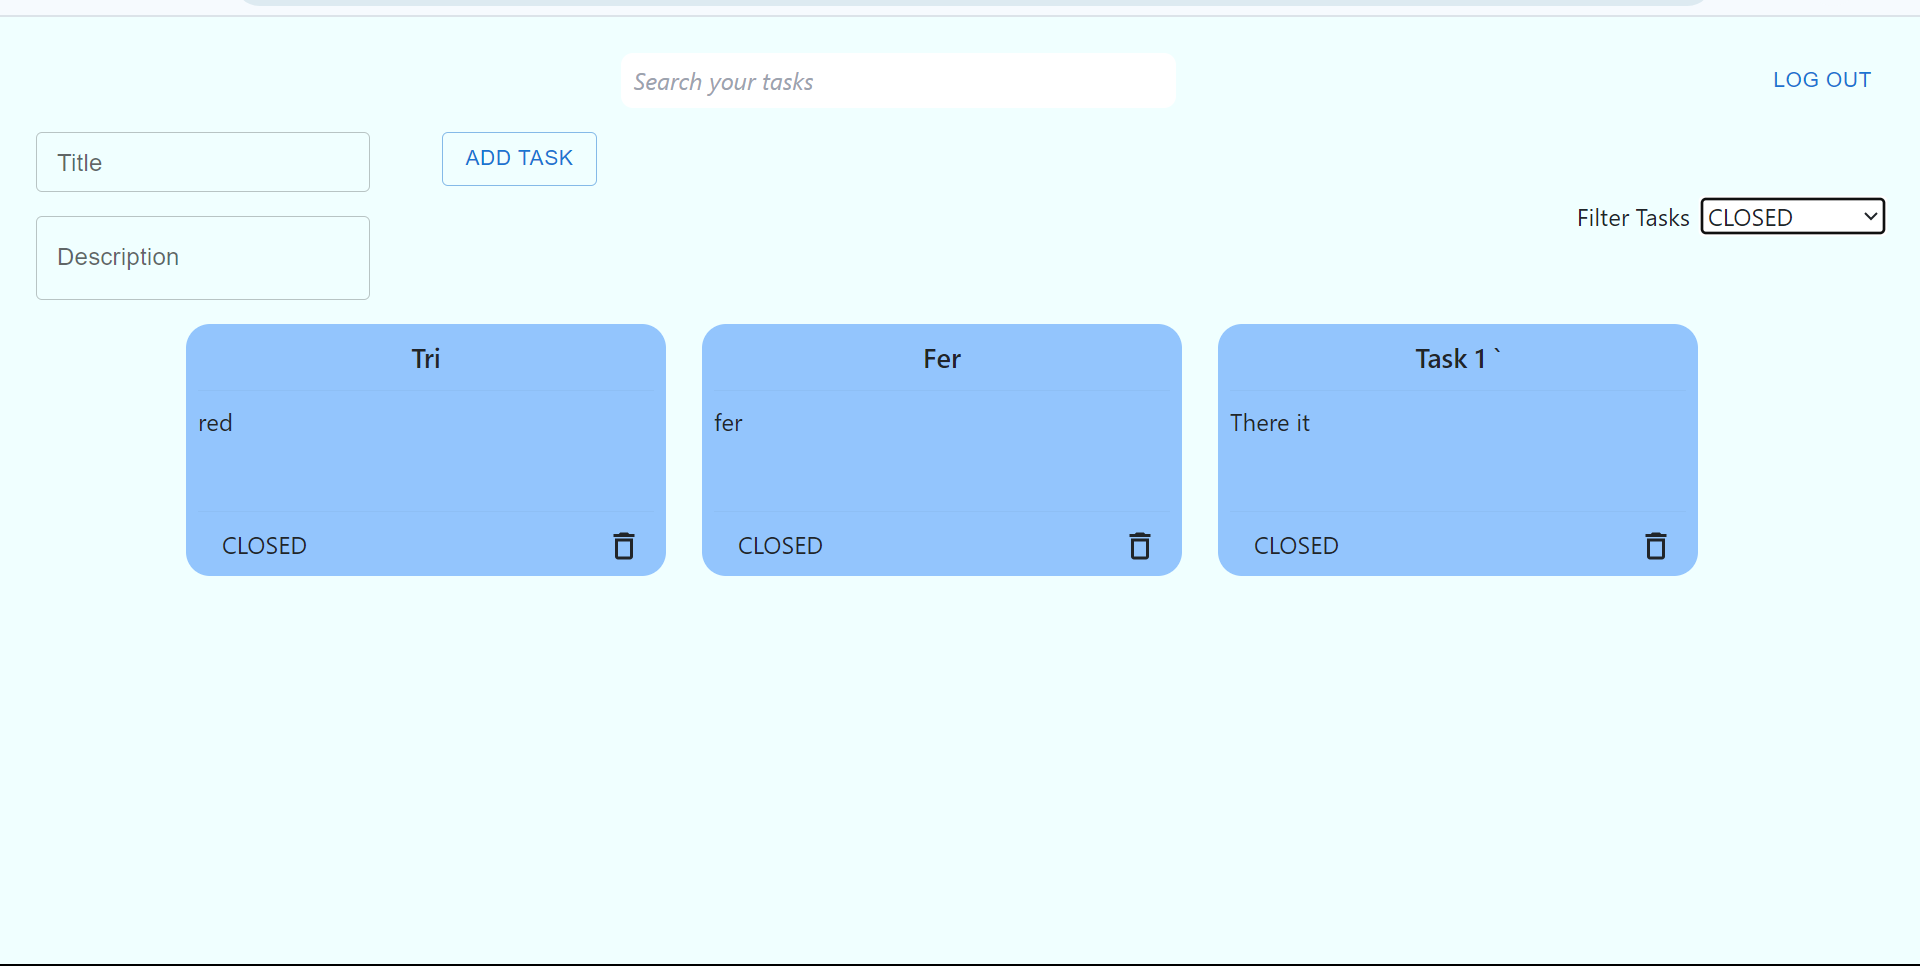 Search your tasks
LOG OUT
Title
ADD TASK
Filter Tasks CLOSED
Description
Tri
red
CLOSED
Fer
fer
CLOSED
Task 1 `
There it
CLOSED